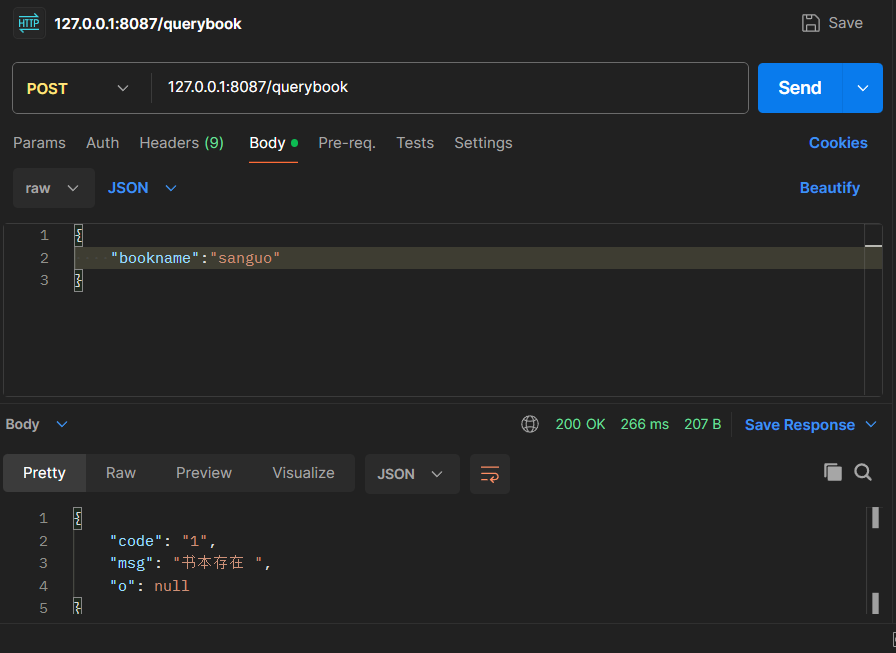 HTTP 127.0.0.1:8087/querybook Save
POST 127.0.0.1:8087/querybook Send
Params Auth Headers (9) Body Pre-req. Tests Settings Cookies
raw JSON Beautify
1 {
2 "bookname":"sanguo"
3 }
Body 200 OK 266 ms 207 B Save Response
Pretty Raw Preview Visualize JSON
1 {
2 "code": "1",
3 "msg": "书本存在 ",
4 "o": null
5 }